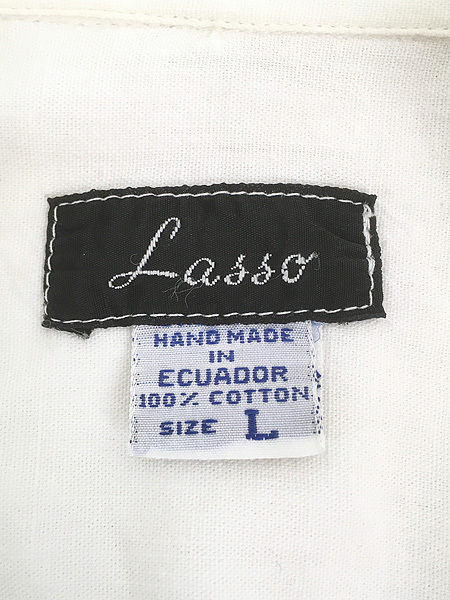 Lasso
HAND MADE
IN
ECUADOR
100% COTTON
SIZE L